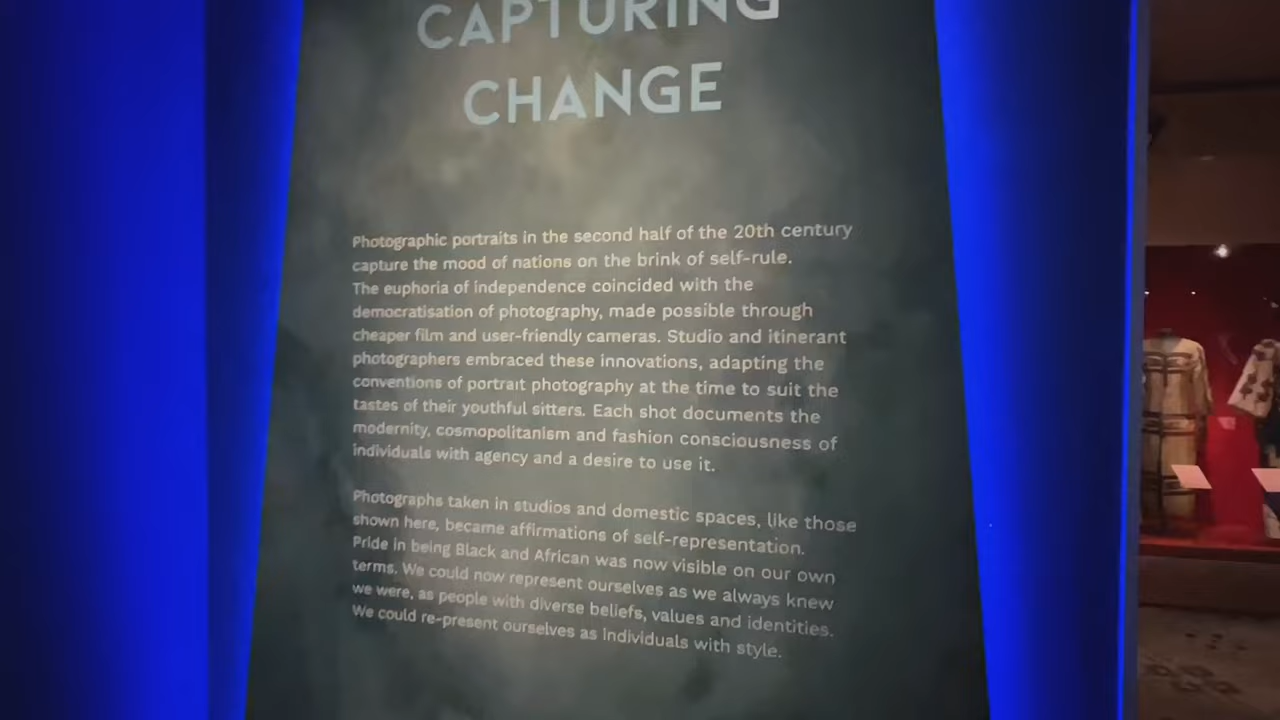 CAPTURING
CHANGE
Photographic portraits in the second half of the 20th century
capture the mood of nations on the brink of self-rule.
The euphoria of independence coincided with the
democratisation of photography, made possible through
cheaper film and user-friendly cameras. Studio and itinerant
photographers embraced these innovations, adapting the
conventions of portrait photography at the time to suit the
tastes of their youthful sitters. Each shot documents the
modernity, cosmopolitanism and fashion consciousness of
individuals with agency and a desire to use it.
Photographs taken in studios and domestic spaces, like those
shown here, became affirmations of self-representation.
Pride in being Black and African was now visible on our own
terms. We could now represent ourselves as we always knew
we were, as people with diverse beliefs, values and identities.
We could re-present ourselves as individuals with style.